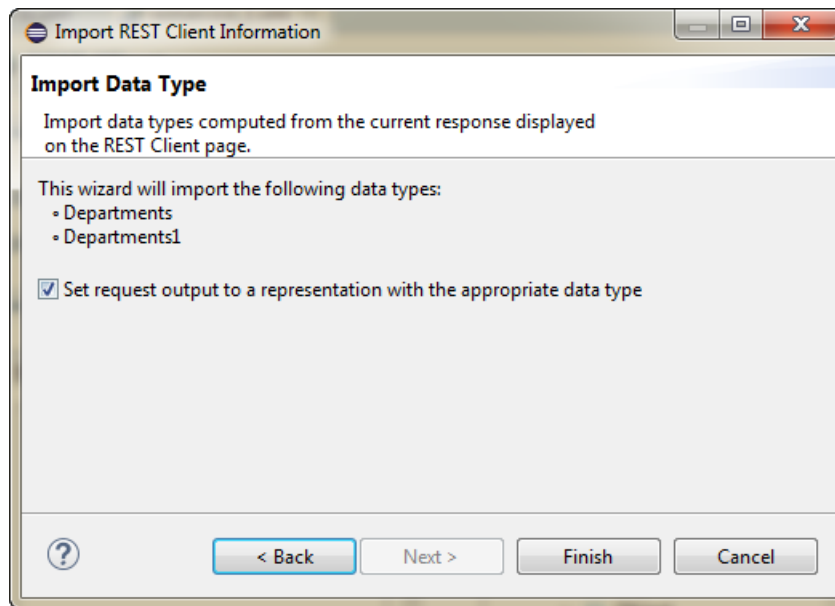 Import REST Client Information
Import Data Type
Import data types computed from the current response displayed
on the REST Client page.
This wizard will import the following data types:
Departments
Departments1
Set request output to a representation with the appropriate data type
?
< Back
Next >
Finish
Cancel